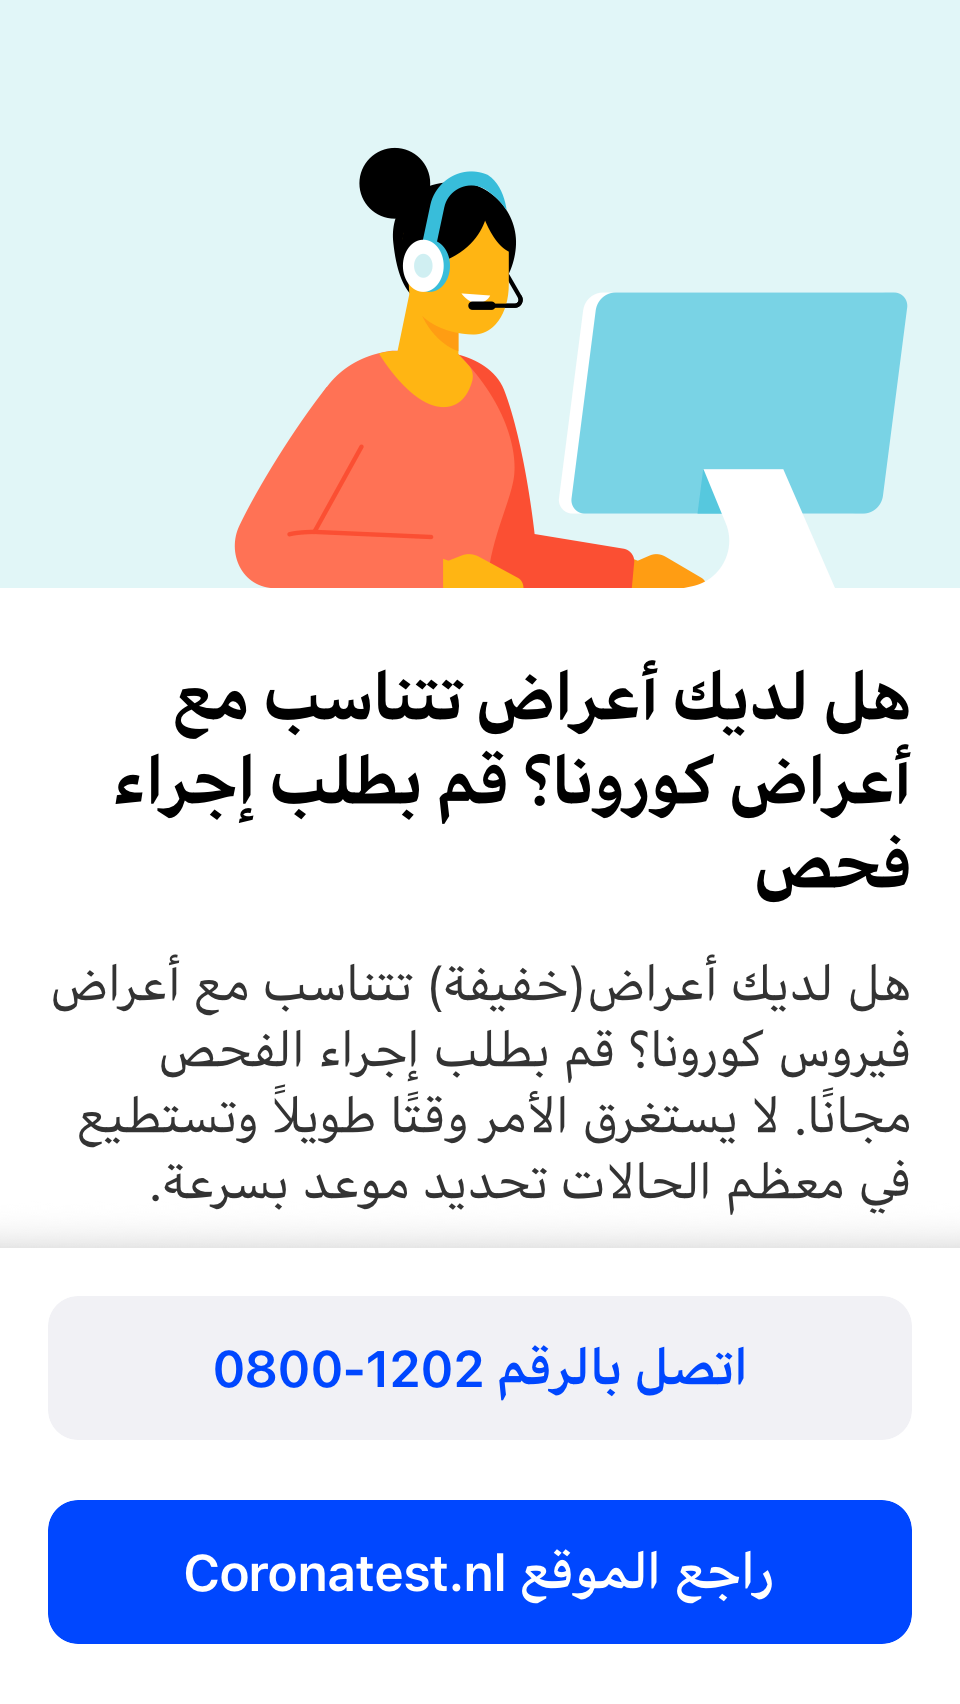 هل لديك أعراض تتناسب مع
أعراض كورونا؟ قم بطلب إجراء
فحص
هل لديك أعراض(خفيفة) تتناسب مع أعراض
فيروس كورونا؟ قم بطلب إجراء الفحص
مجانًا. لا يستغرق الأمر وقتًا طويلاً وتستطيع
في معظم الحالات تحديد موعد بسرعة.
اتصل بالرقم 1202-0800
راجع الموقع Coronatest.nl